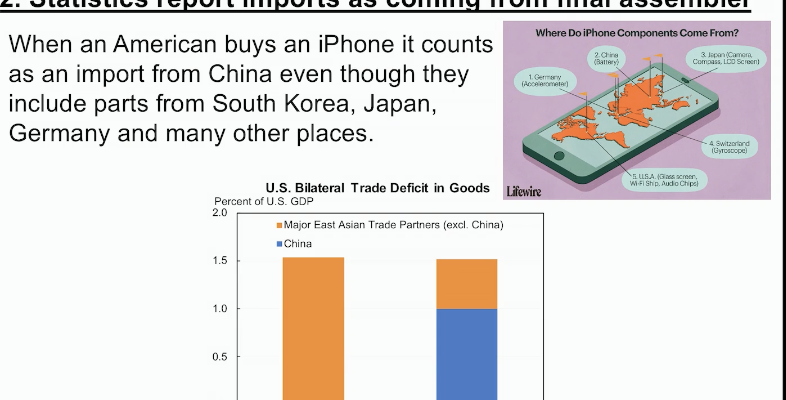 2. Statistics report imports as coming from final assembler
When an American buys an iPhone it counts
as an import from China even though they
include parts from South Korea, Japan,
Germany and many other places.
Where Do iPhone Components Come From?
1. Germany
(Accelerometer)
2. China
(Battery)
3. Japan (Camera,
Compass, LCD Screen)
4. Switzerland
(Gyroscope)
5. U.S.A. (Glass screen,
Wi-Fi Ship, Audio Chips)
Lifewire
U.S. Bilateral Trade Deficit in Goods
Percent of U.S. GDP
2.0
Major East Asian Trade Partners (excl. China)
China
1.5
1.0
0.5